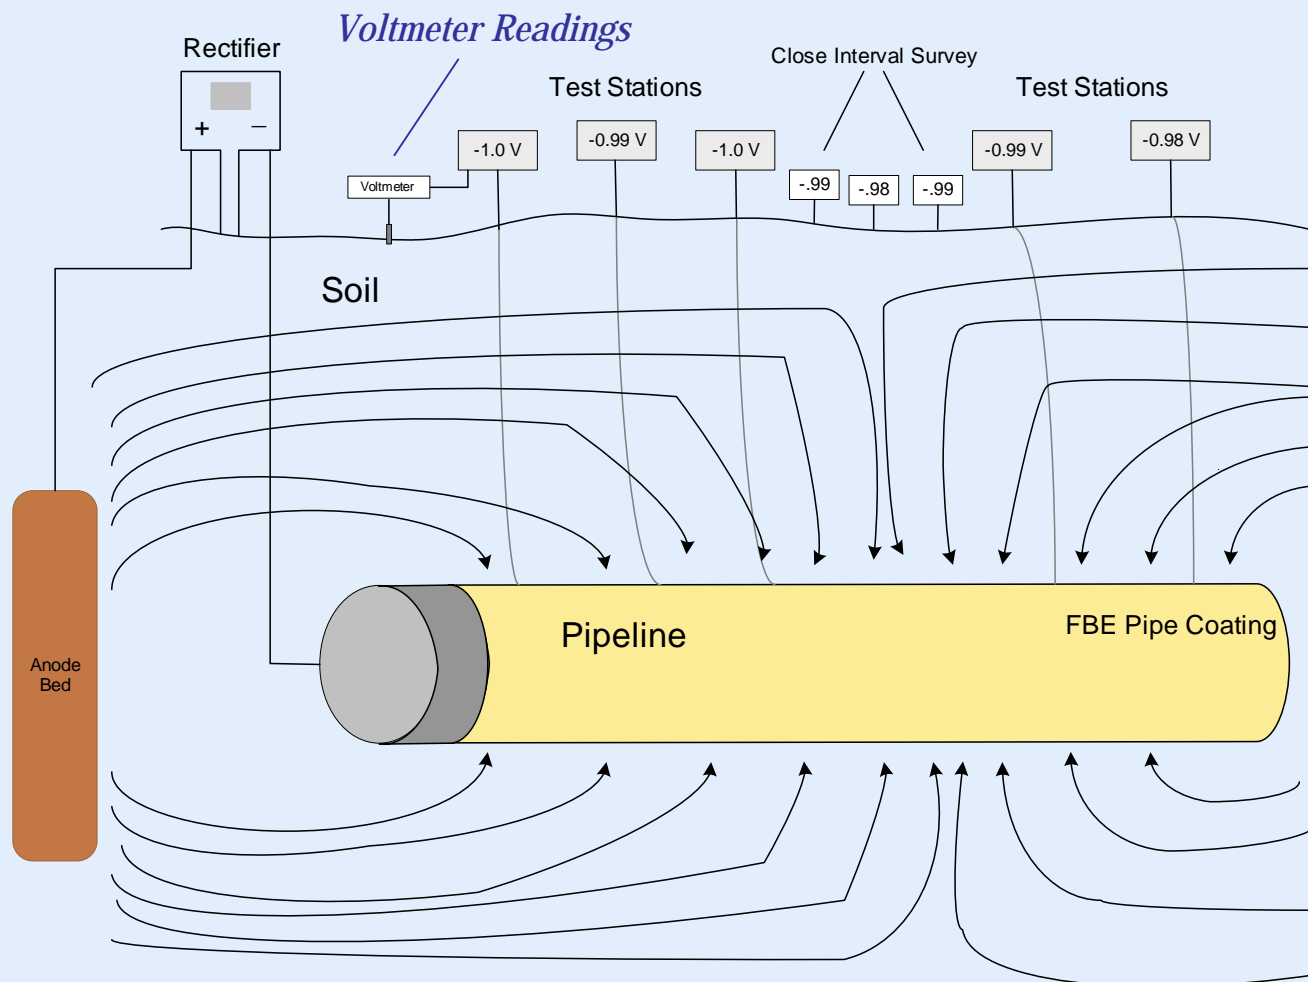 Voltmeter Readings
Rectifier
Close Interval Survey
Test Stations
Test Stations
+ –
-1.0 V
-0.99 V
-1.0 V
-0.99 V
-0.98 V
Voltmeter
-.99
-.98
-.99
Soil
Pipeline
FBE Pipe Coating
Anode
Bed